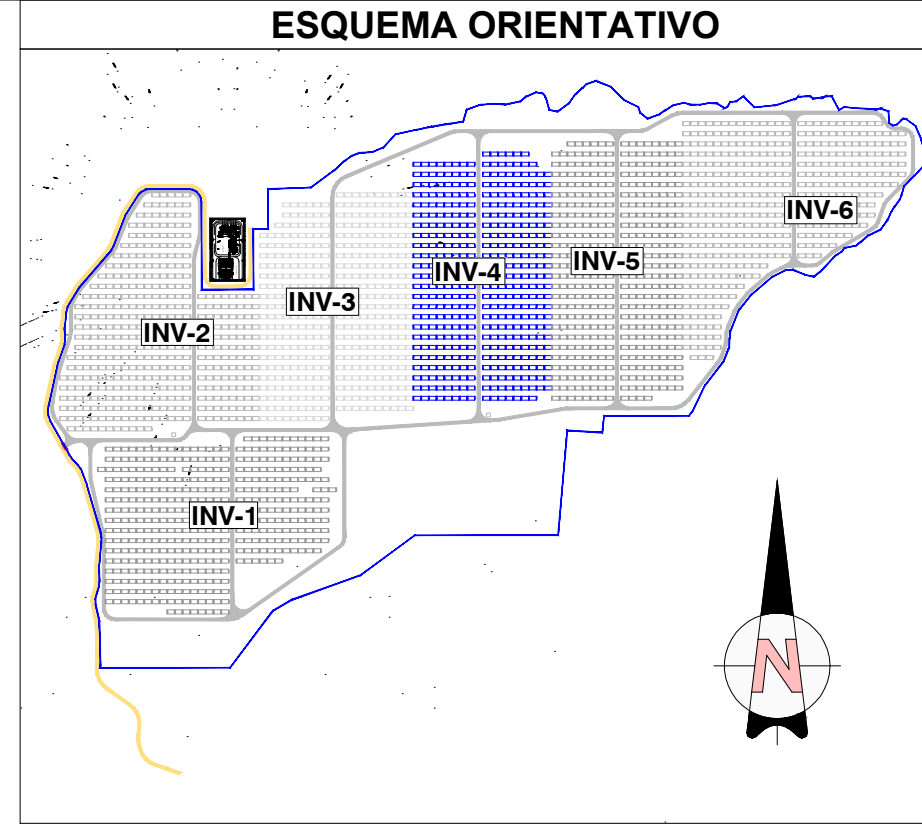 ESQUEMA ORIENTATIVO
INV-6
INV-5
INV-4
INV-3
INV-2
INV-1
N